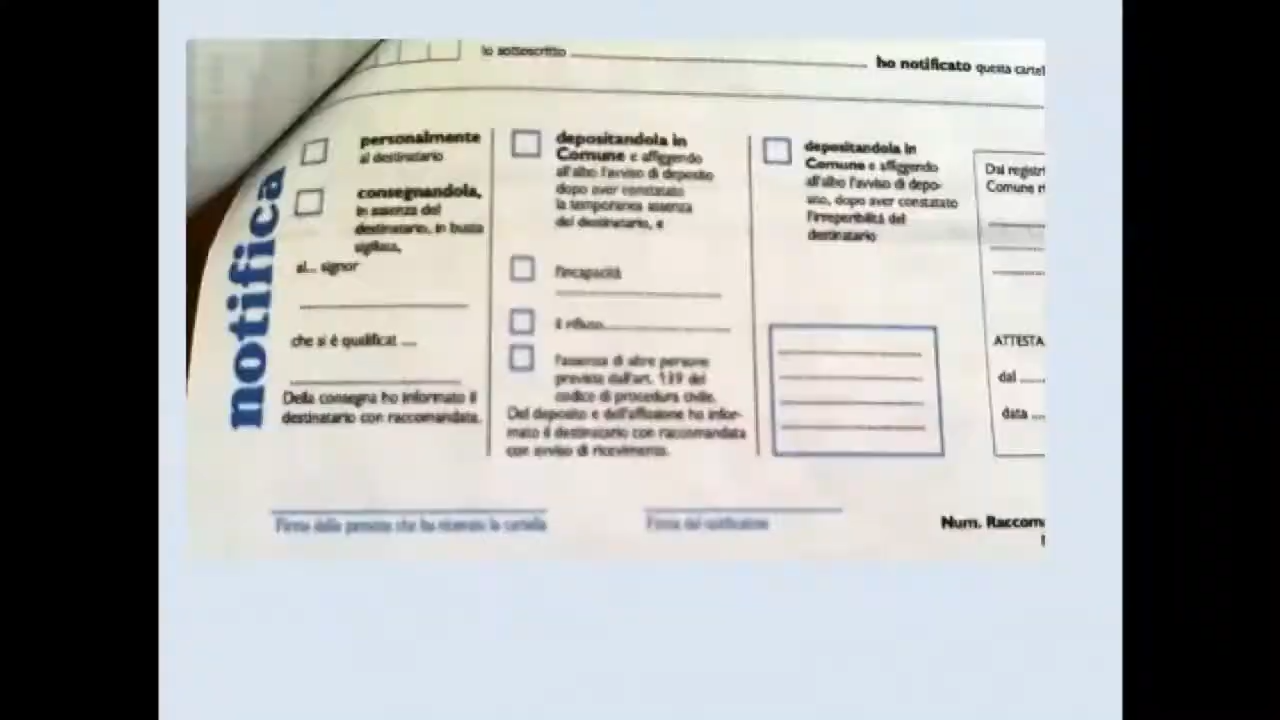 Io sottoscritto
ho notificato questa cartel
notifica
personalmente
al destinatario
consegnandola,
in assenza del
destinatario, in busta
sigillata,
al... signor
che si è qualificat ....
Della consegna ho informato il
destinatario con raccomandata.
depositandola in
Comune e affiggendo
all'albo l'avviso di deposito
dopo aver constatato
la temporanea assenza
del destinatario, e
l'incapacità
il rifiuto
l'assenza di altre persone
previste dall'art. 139 del
codice di procedura civile.
Del deposito e dell'affissione ho infor-
mato il destinatario con raccomandata
con avviso di ricevimento.
depositandola in
Comune e affiggendo
all'albo l'avviso di depo-
sito, dopo aver constatato
l'irreperibilità del
destinatario
Dai registri
Comune
ATTESTA
dal .....
data ....
Firma della persona che ha ricevuto la cartella
Firma del notificatore
Num. Raccom